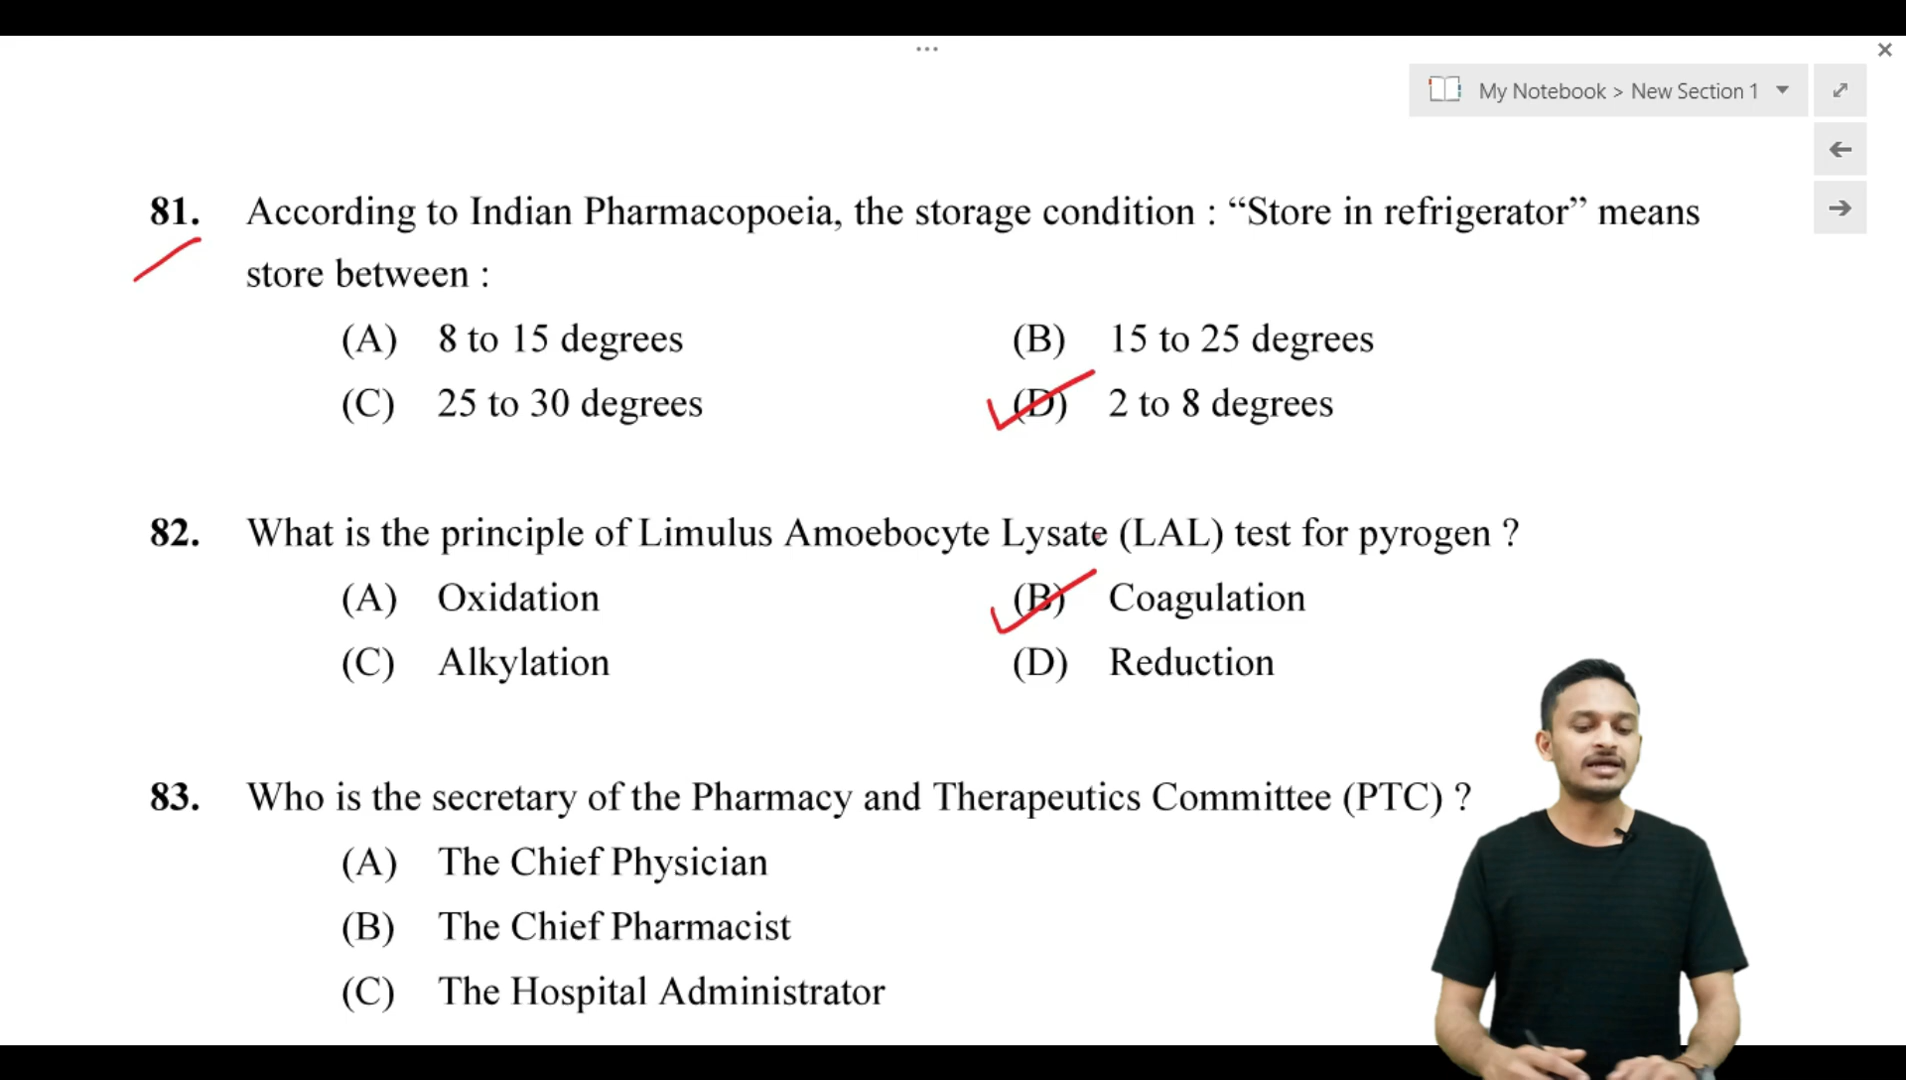 ...
×
My Notebook > New Section 1
81. According to Indian Pharmacopoeia, the storage condition : “Store in refrigerator” means
store between :
(A) 8 to 15 degrees (B) 15 to 25 degrees
(C) 25 to 30 degrees (D) 2 to 8 degrees
82. What is the principle of Limulus Amoebocyte Lysate (LAL) test for pyrogen ?
(A) Oxidation (B) Coagulation
(C) Alkylation (D) Reduction
83. Who is the secretary of the Pharmacy and Therapeutics Committee (PTC) ?
(A) The Chief Physician
(B) The Chief Pharmacist
(C) The Hospital Administrator